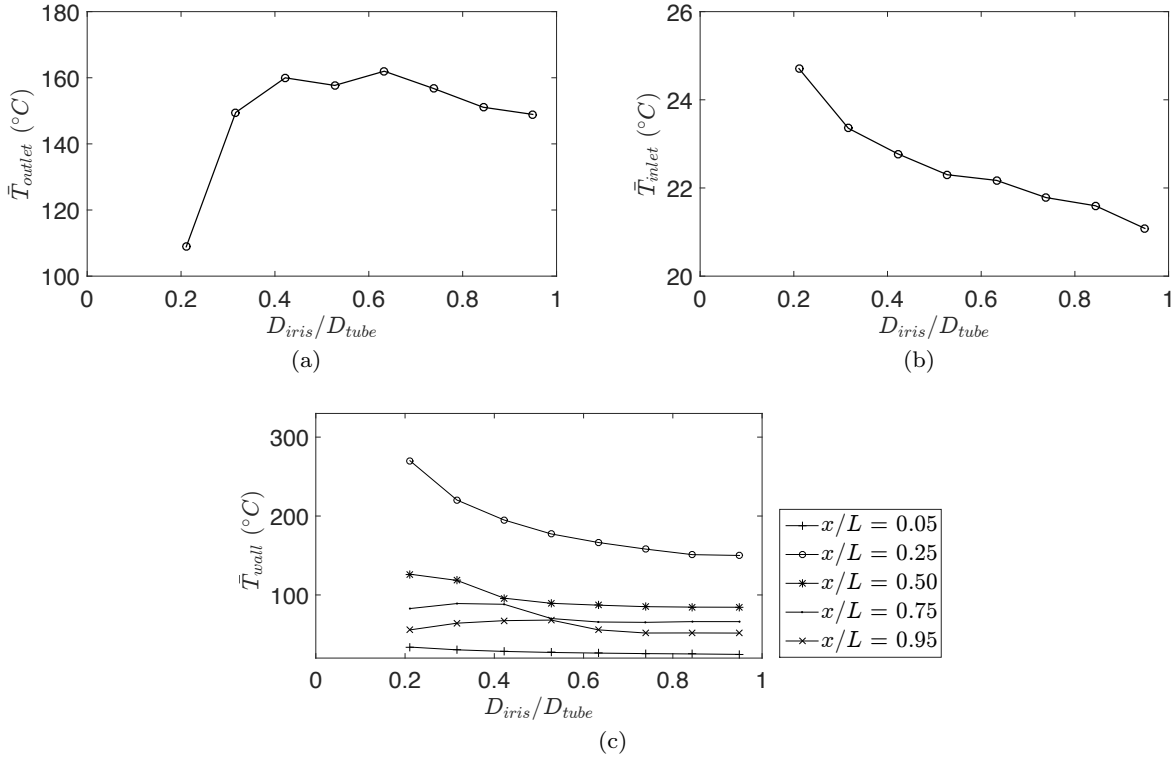 180
160
140
120
100
0 0.2 0.4 0.6 0.8 1
T̄outlet (°C)
Diris/Dtube
(a)
26
24
22
20
0 0.2 0.4 0.6 0.8 1
T̄inlet (°C)
Diris/Dtube
(b)
300
200
100
0 0.2 0.4 0.6 0.8 1
T̄wall (°C)
Diris/Dtube
x/L = 0.05
x/L = 0.25
x/L = 0.50
x/L = 0.75
x/L = 0.95
(c)